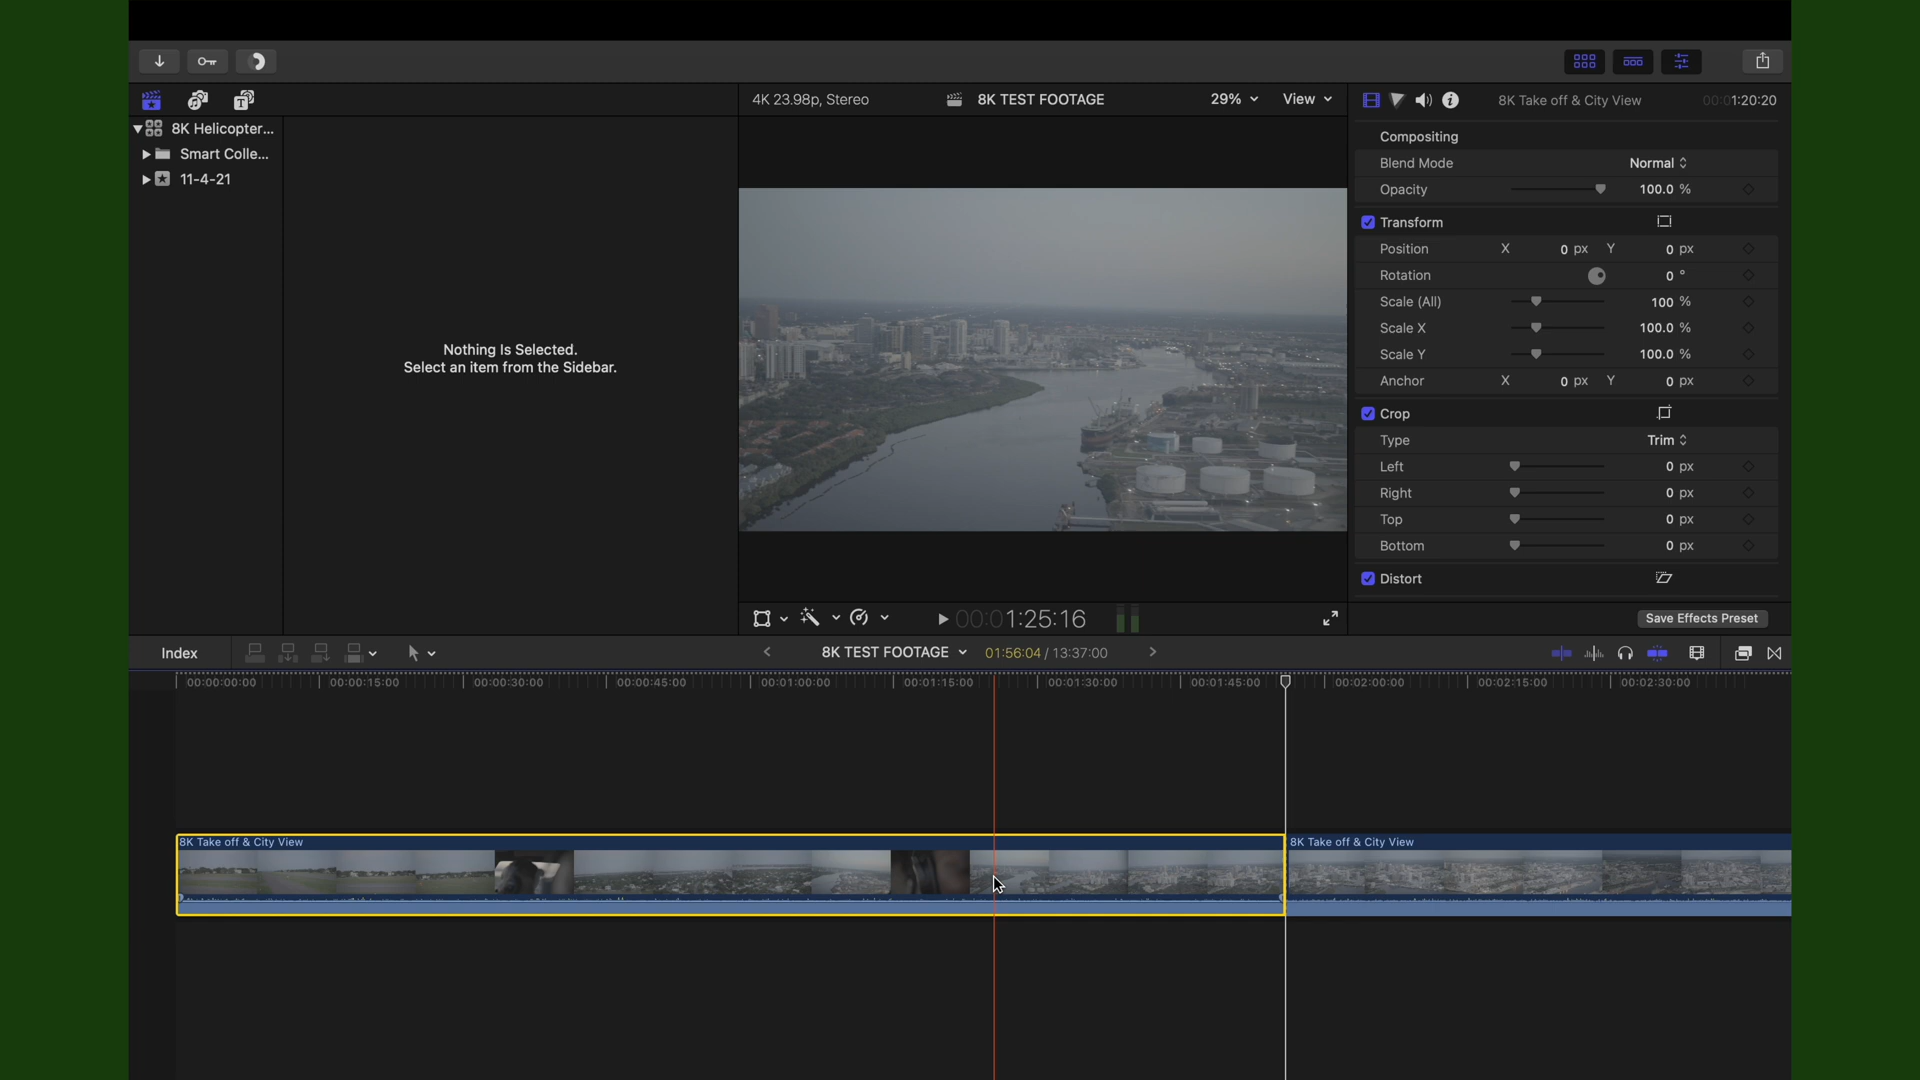 4K 23.98p, Stereo
8K TEST FOOTAGE
29%
View
8K Take off & City View
00:01:20:20
8K Helicopter...
Smart Colle...
11-4-21
Nothing Is Selected.
Select an item from the Sidebar.
Compositing
Blend Mode Normal
Opacity 100.0 %
Transform
Position X 0 px Y 0 px
Rotation 0 °
Scale (All) 100 %
Scale X 100.0 %
Scale Y 100.0 %
Anchor X 0 px Y 0 px
Crop
Type Trim
Left 0 px
Right 0 px
Top 0 px
Bottom 0 px
Distort
00:01:25:16
Save Effects Preset
Index
8K TEST FOOTAGE
01:56:04 / 13:37:00
00:00:00:00 00:00:15:00 00:00:30:00 00:00:45:00 00:01:00:00 00:01:15:00 00:01:30:00 00:01:45:00 00:02:00:00 00:02:15:00 00:02:30:00
8K Take off & City View
8K Take off & City View